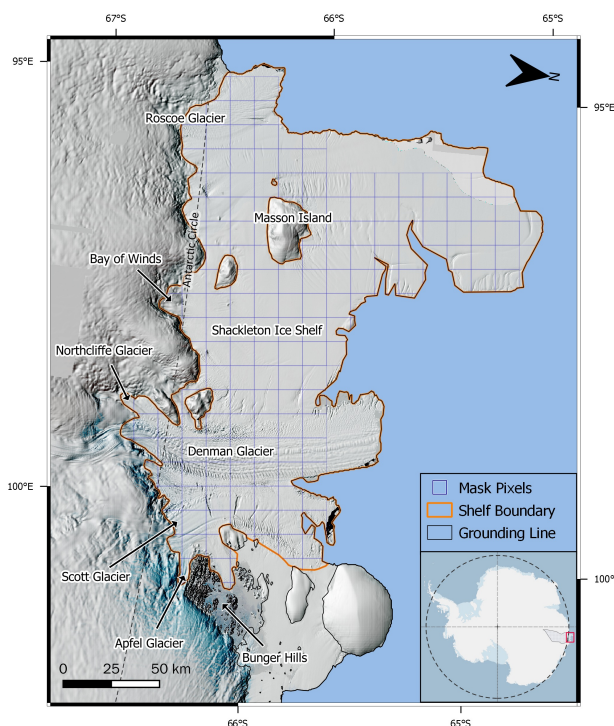 67°S
66°S
65°S
95°E
N
95°E
Roscoe Glacier
Masson Island
Antarctic Circle
Bay of Winds
Shackleton Ice Shelf
Northcliffe Glacier
Denman Glacier
100°E
Mask Pixels
Shelf Boundary
Grounding Line
Scott Glacier
100°E
Apfel Glacier
Bunger Hills
0 25 50 km
66°S
65°S